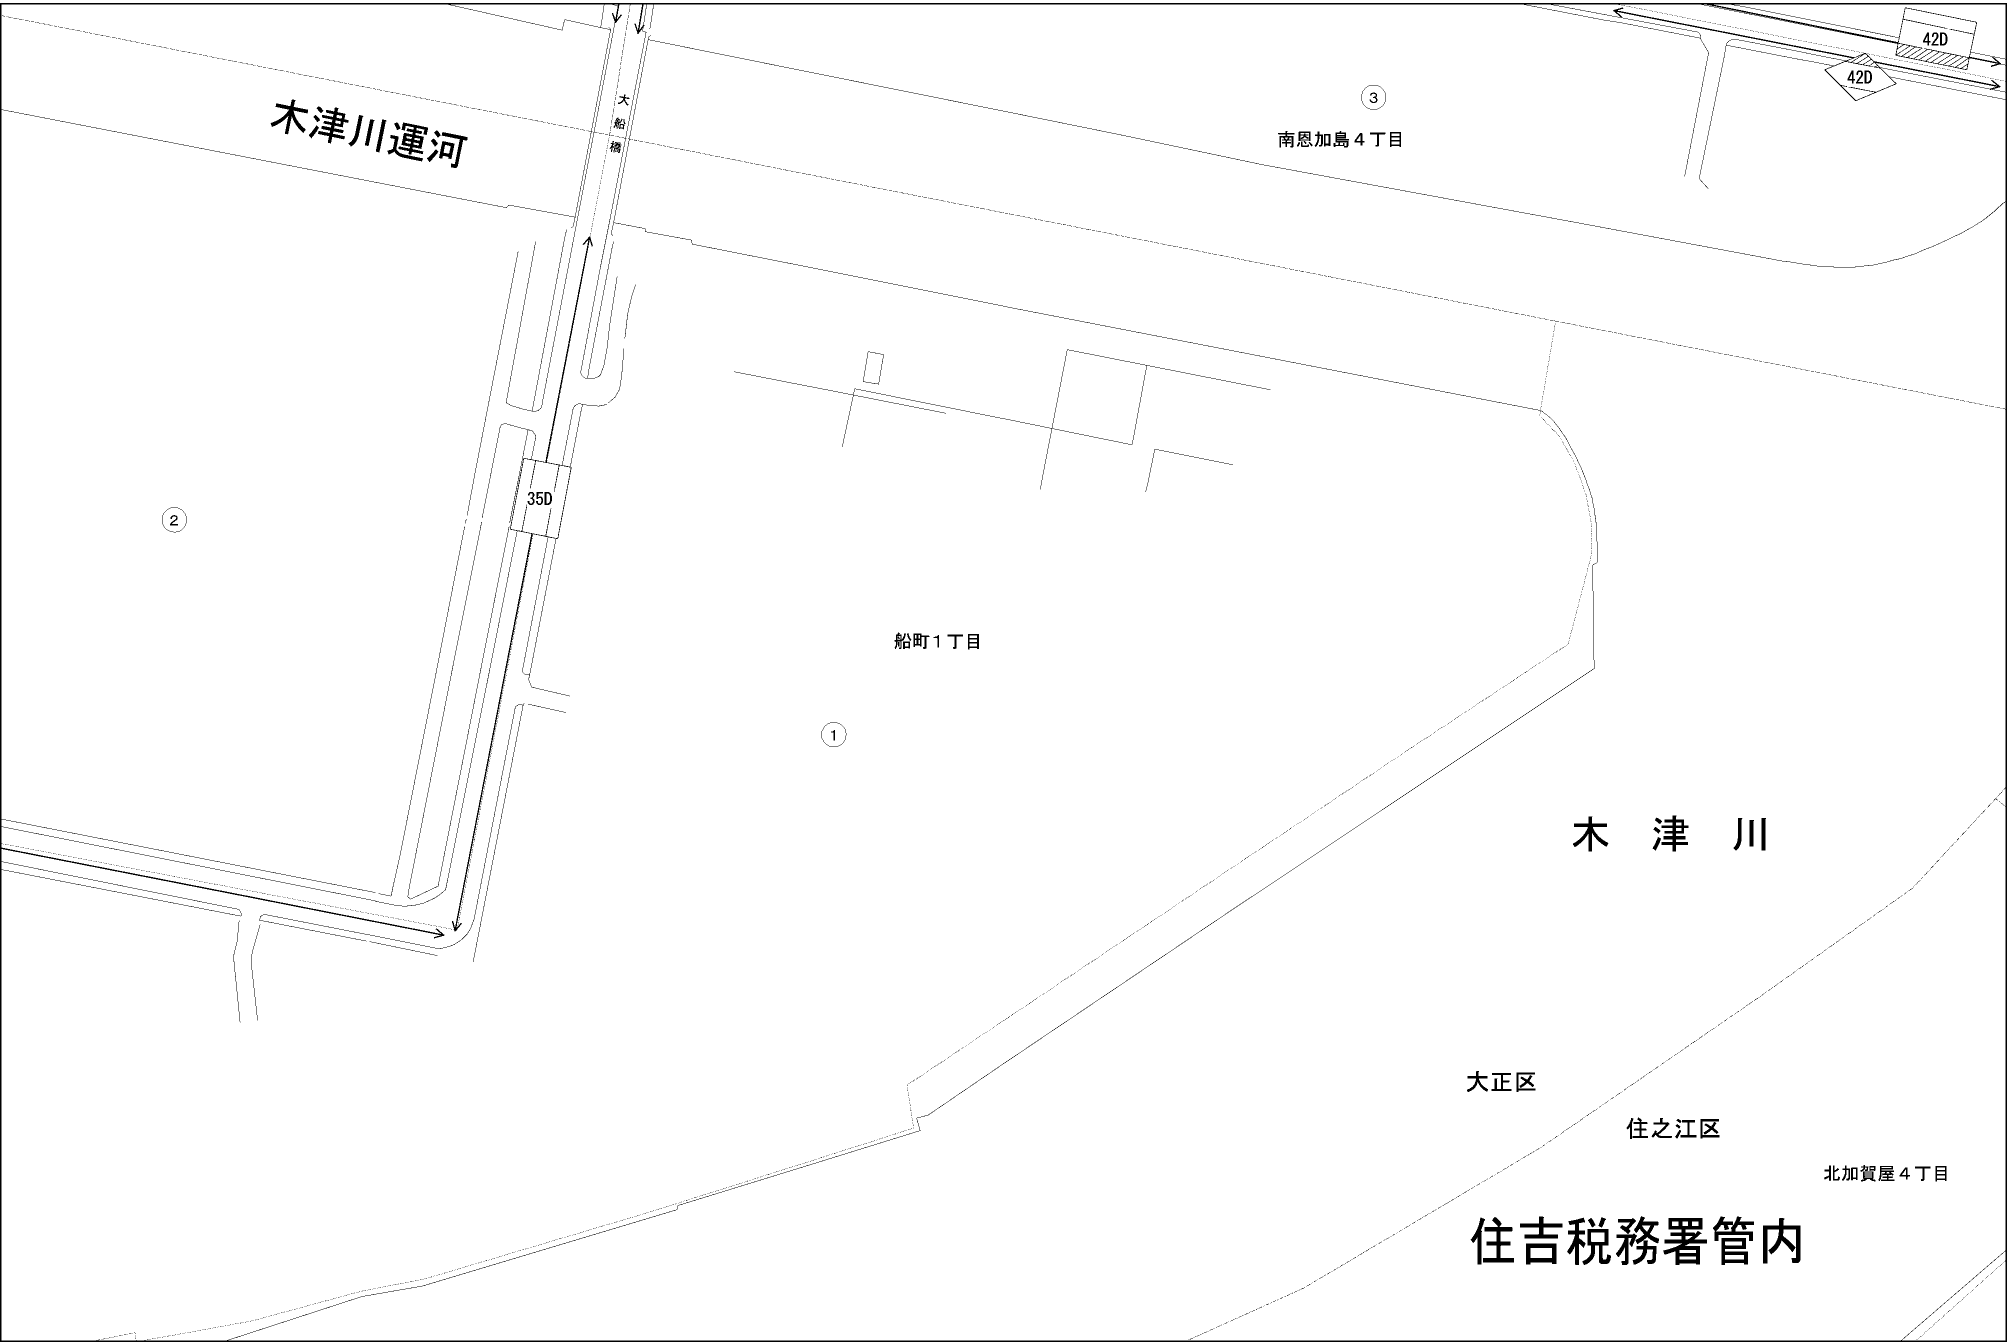 42D
42D
③
大船橋
木津川運河
南恩加島４丁目
35D
②
船町１丁目
①
木津川
大正区
住之江区
北加賀屋４丁目
住吉税務署管内